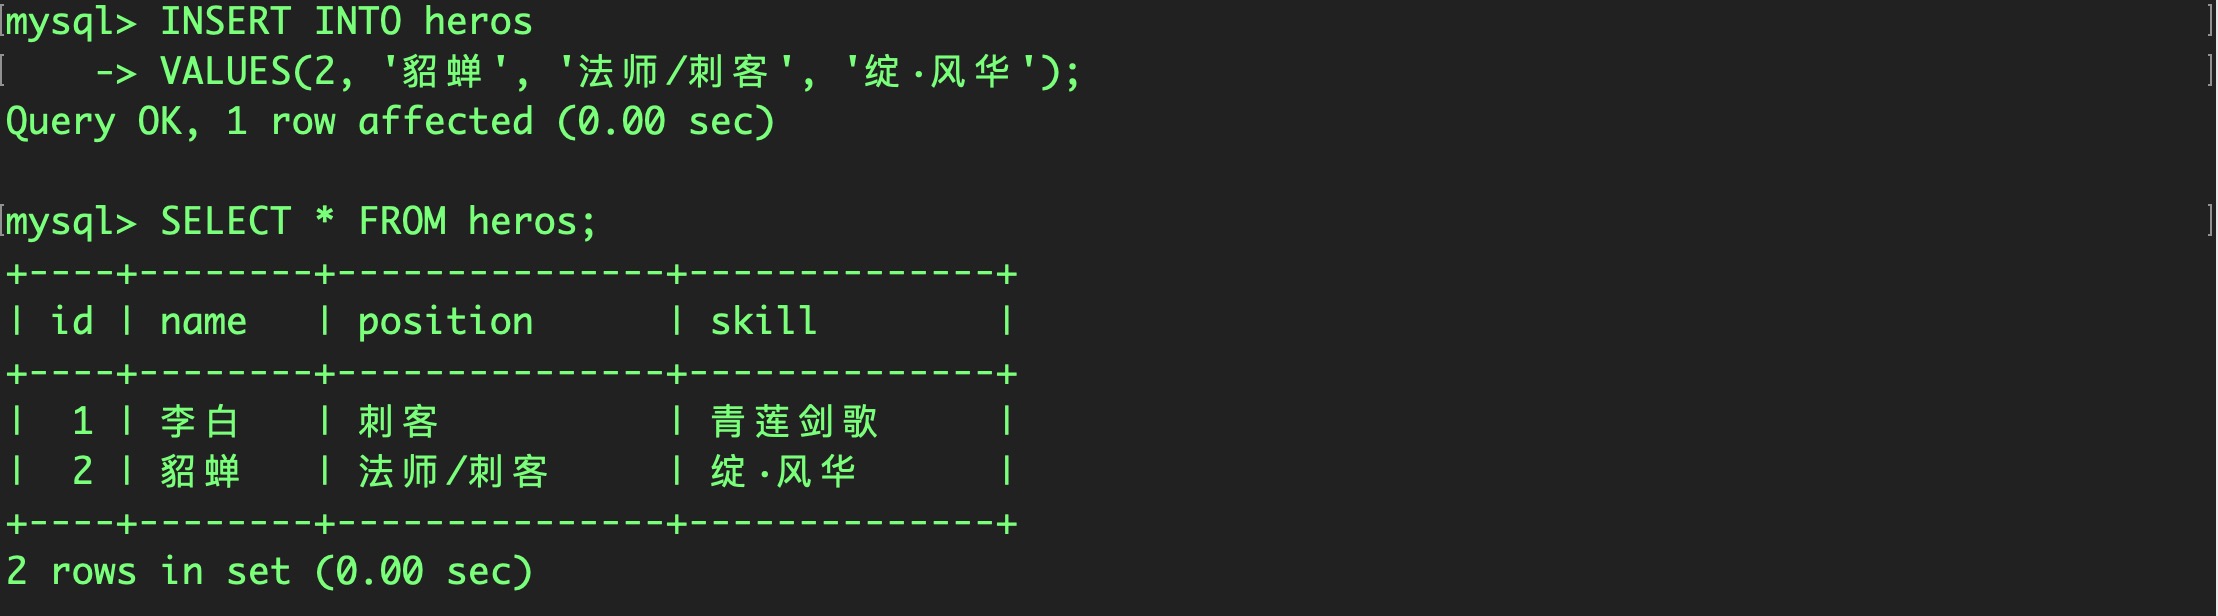 mysql> INSERT INTO heros
    -> VALUES(2, '貂蝉', '法师/刺客', '绽·风华');
Query OK, 1 row affected (0.00 sec)

mysql> SELECT * FROM heros;
+----+--------+---------------+--------------+
| id | name   | position      | skill        |
+----+--------+---------------+--------------+
|  1 | 李白   | 刺客          | 青莲剑歌     |
|  2 | 貂蝉   | 法师/刺客     | 绽·风华      |
+----+--------+---------------+--------------+
2 rows in set (0.00 sec)